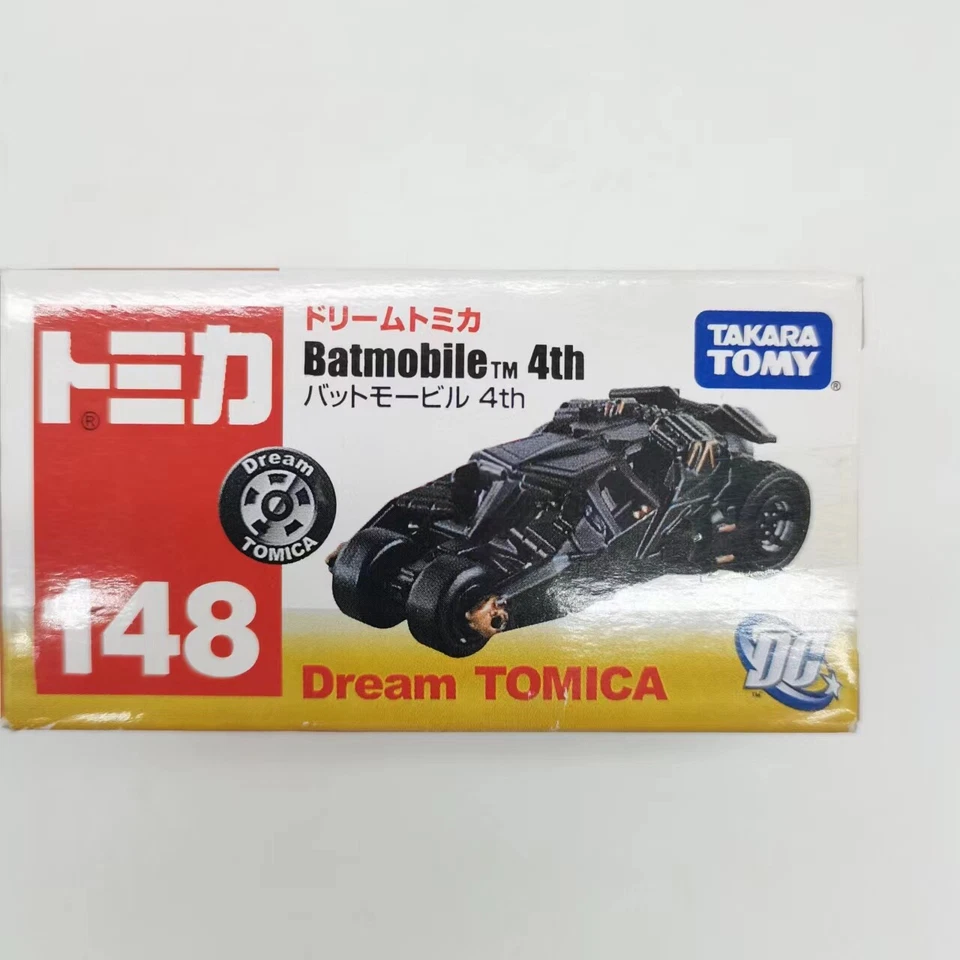 トミカ
®
Dream
TOMICA
148
ドリームトミカ
Batmobile™ 4th
バットモービル 4th
TAKARA
TOMY
®
Dream TOMICA
DC
™